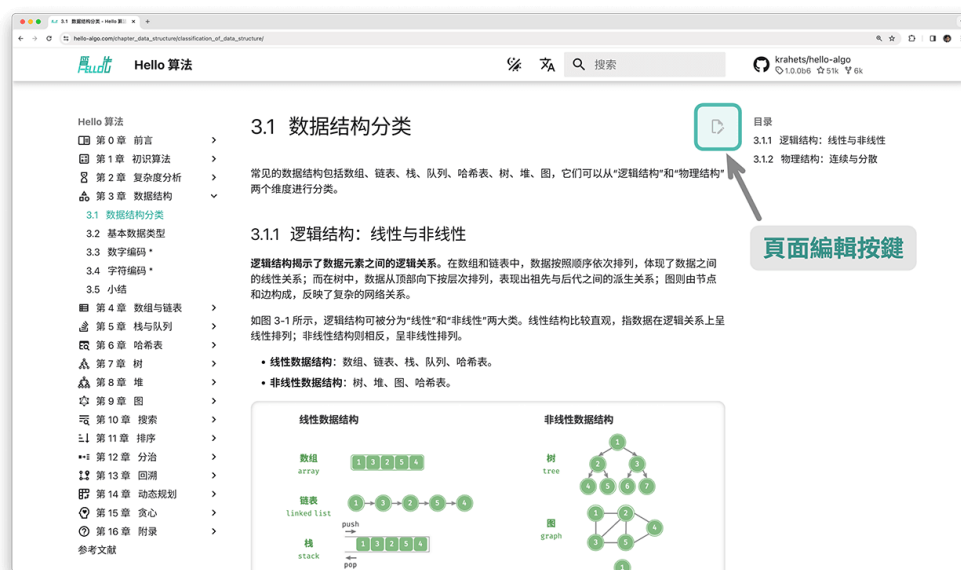 3.1 数据结构分类 - Hello 算法
hello-algo.com/chapter_data_structure/classification_of_data_structure/
Hello 算法
搜索
krahets/hello-algo
1.0.0b6 51k 6k
Hello 算法
第 0 章 前言
第 1 章 初识算法
第 2 章 复杂度分析
第 3 章 数据结构
3.1 数据结构分类
3.2 基本数据类型
3.3 数字编码 *
3.4 字符编码 *
3.5 小结
第 4 章 数组与链表
第 5 章 栈与队列
第 6 章 哈希表
第 7 章 树
第 8 章 堆
第 9 章 图
第 10 章 搜索
第 11 章 排序
第 12 章 分治
第 13 章 回溯
第 14 章 动态规划
第 15 章 贪心
第 16 章 附录
参考文献
3.1 数据结构分类
常见的数据结构包括数组、链表、栈、队列、哈希表、树、堆、图，它们可以从“逻辑结构”和“物理结构”
两个维度进行分类。
3.1.1 逻辑结构：线性与非线性
逻辑结构揭示了数据元素之间的逻辑关系。在数组和链表中，数据按照顺序依次排列，体现了数据之间
的线性关系；而在树中，数据从顶部向下按层次排列，表现出祖先与后代之间的派生关系；图则由节点
和边构成，反映了复杂的网络关系。
如图 3-1 所示，逻辑结构可被分为“线性”和“非线性”两大类。线性结构比较直观，指数据在逻辑关系上呈
线性排列；非线性结构则相反，呈非线性排列。
• 线性数据结构：数组、链表、栈、队列、哈希表。
• 非线性数据结构：树、堆、图、哈希表。
线性数据结构
数组
array
1 3 2 5 4
链表
linked list
1 3 2 5 4
push
栈
stack
1 3 2 5 4
pop
非线性数据结构
树
tree
1
2 3
4 5 6 7
图
graph
1 2
4
3 5
1
目录
3.1.1 逻辑结构：线性与非线性
3.1.2 物理结构：连续与分散
頁面編輯按鍵